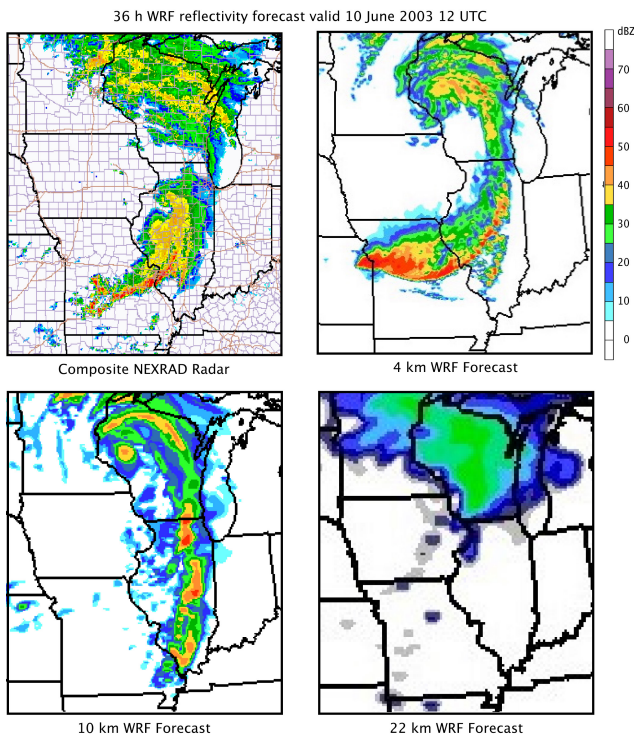 36 h WRF reflectivity forecast valid 10 June 2003 12 UTC
dBZ
70
60
50
40
30
20
10
0
Composite NEXRAD Radar
4 km WRF Forecast
10 km WRF Forecast
22 km WRF Forecast